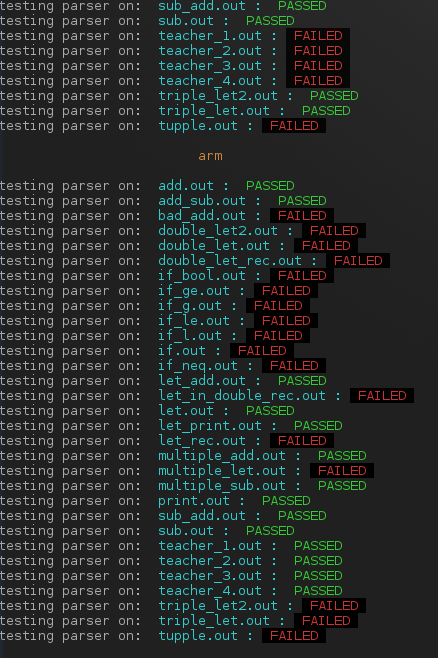 testing parser on: sub_add.out : PASSED
testing parser on: sub.out : PASSED
testing parser on: teacher_1.out : FAILED
testing parser on: teacher_2.out : FAILED
testing parser on: teacher_3.out : FAILED
testing parser on: teacher_4.out : FAILED
testing parser on: triple_let2.out : PASSED
testing parser on: triple_let.out : PASSED
testing parser on: tupple.out : FAILED
arm
testing parser on: add.out : PASSED
testing parser on: add_sub.out : PASSED
testing parser on: bad_add.out : FAILED
testing parser on: double_let2.out : FAILED
testing parser on: double_let.out : FAILED
testing parser on: double_let_rec.out : FAILED
testing parser on: if_bool.out : FAILED
testing parser on: if_ge.out : FAILED
testing parser on: if_g.out : FAILED
testing parser on: if_le.out : FAILED
testing parser on: if_l.out : FAILED
testing parser on: if.out : FAILED
testing parser on: if_neq.out : FAILED
testing parser on: let_add.out : PASSED
testing parser on: let_in_double_rec.out : FAILED
testing parser on: let.out : PASSED
testing parser on: let_print.out : PASSED
testing parser on: let_rec.out : FAILED
testing parser on: multiple_add.out : PASSED
testing parser on: multiple_let.out : FAILED
testing parser on: multiple_sub.out : PASSED
testing parser on: print.out : PASSED
testing parser on: sub_add.out : PASSED
testing parser on: sub.out : PASSED
testing parser on: teacher_1.out : PASSED
testing parser on: teacher_2.out : PASSED
testing parser on: teacher_3.out : PASSED
testing parser on: teacher_4.out : PASSED
testing parser on: triple_let2.out : FAILED
testing parser on: triple_let.out : FAILED
testing parser on: tupple.out : FAILED